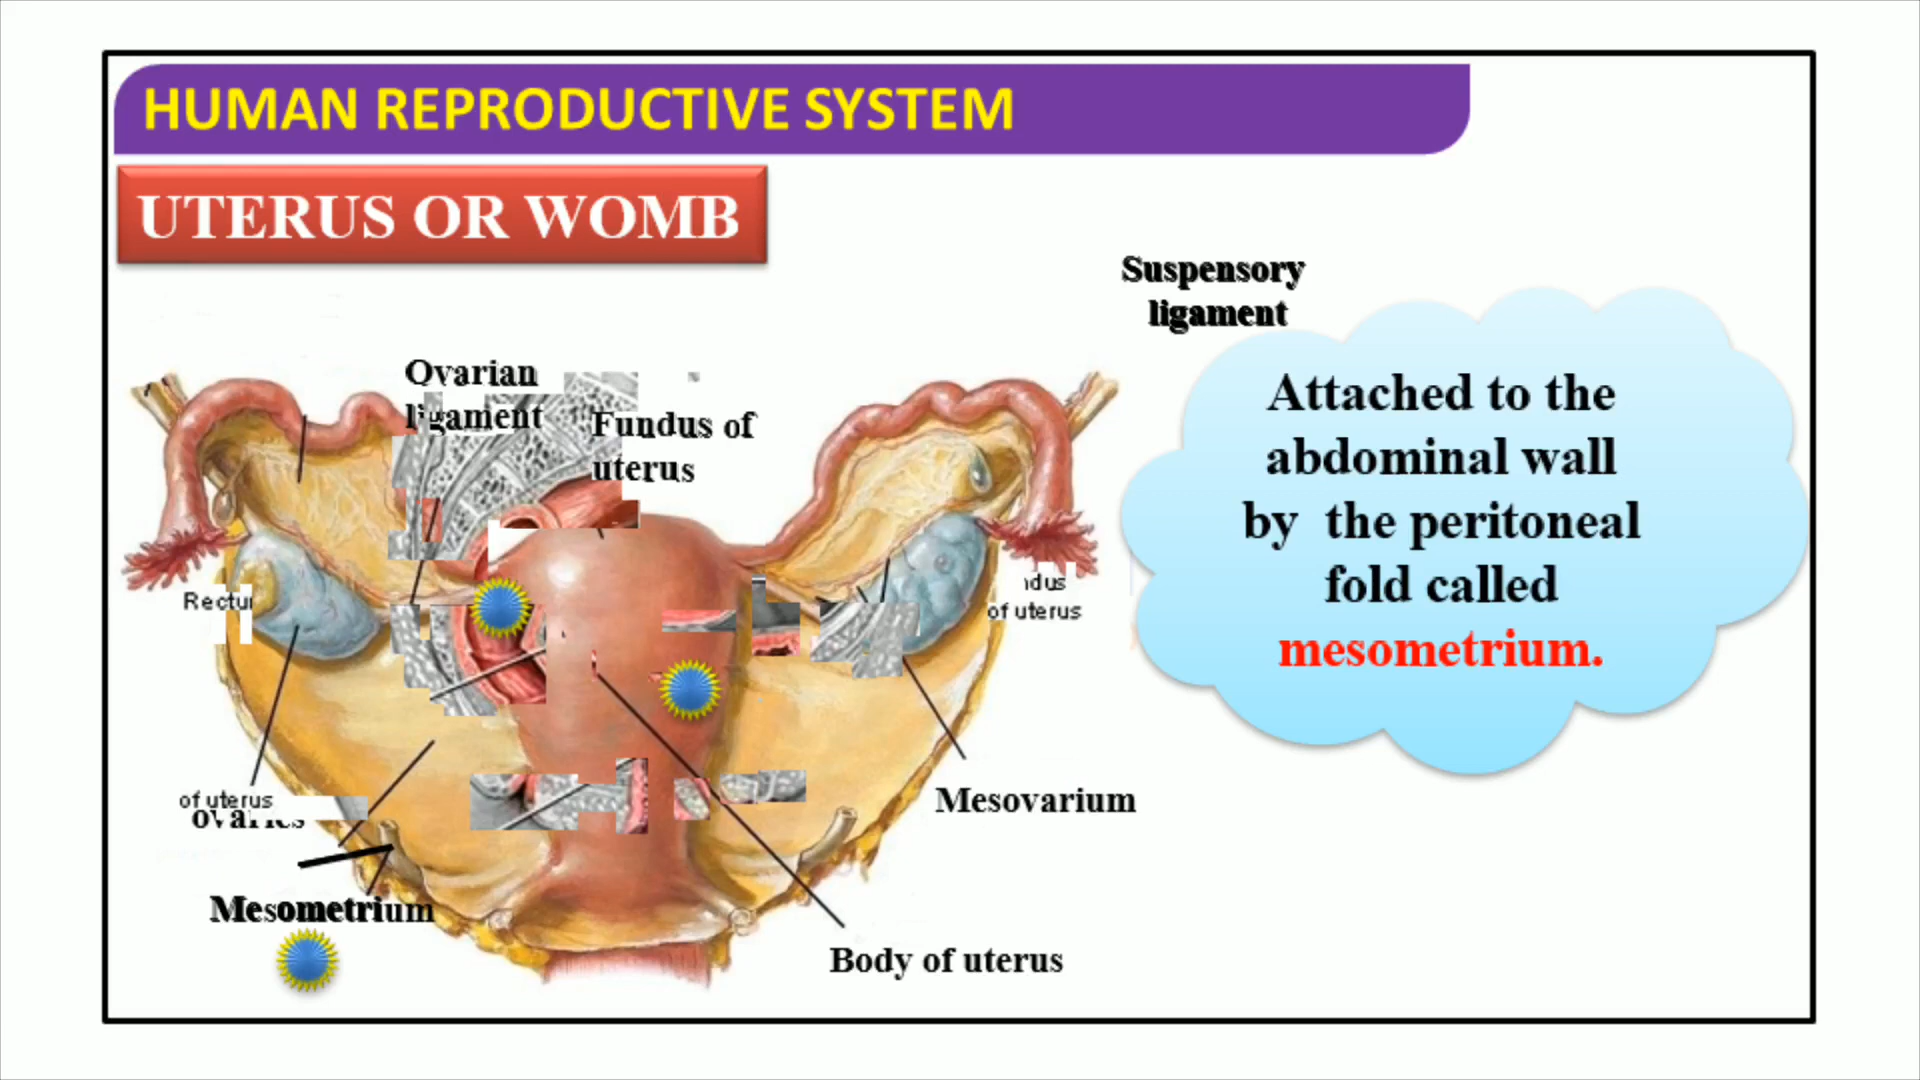 HUMAN REPRODUCTIVE SYSTEM
UTERUS OR WOMB
Suspensory
ligament
Ovarian
ligament
Fundus of
uterus
Attached to the
abdominal wall
by the peritoneal
fold called
mesometrium.
of uterus
of uterus
ovaries
Mesovarium
Mesometrium
Body of uterus